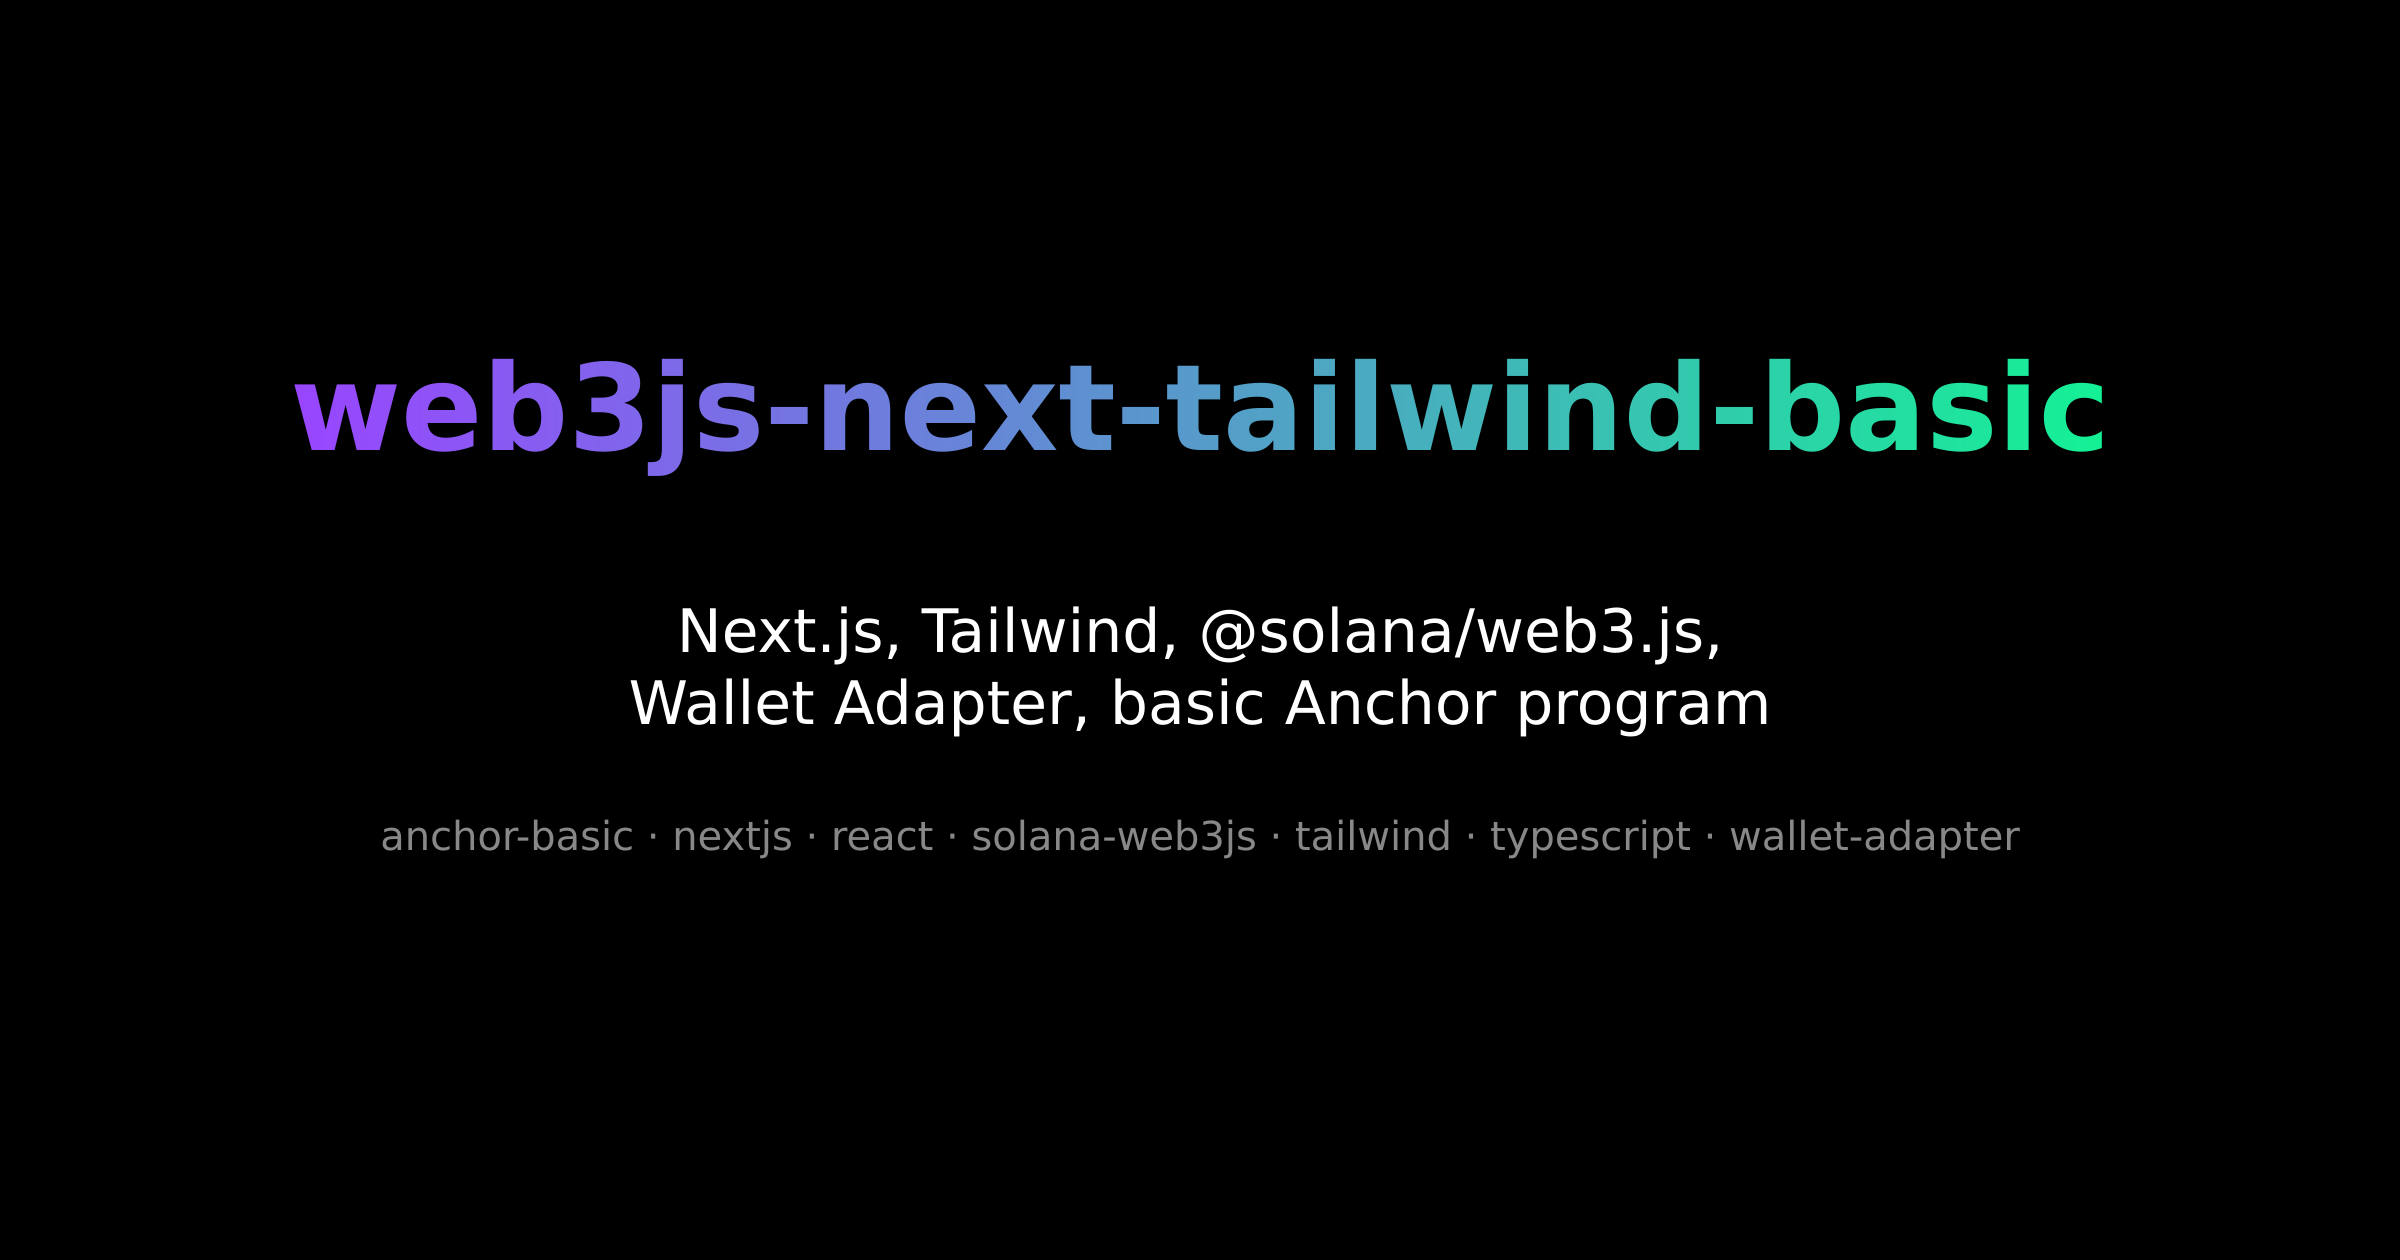 web3js-next-tailwind-basic
Next.js, Tailwind, @solana/web3.js,
Wallet Adapter, basic Anchor program
anchor-basic · nextjs · react · solana-web3js · tailwind · typescript · wallet-adapter